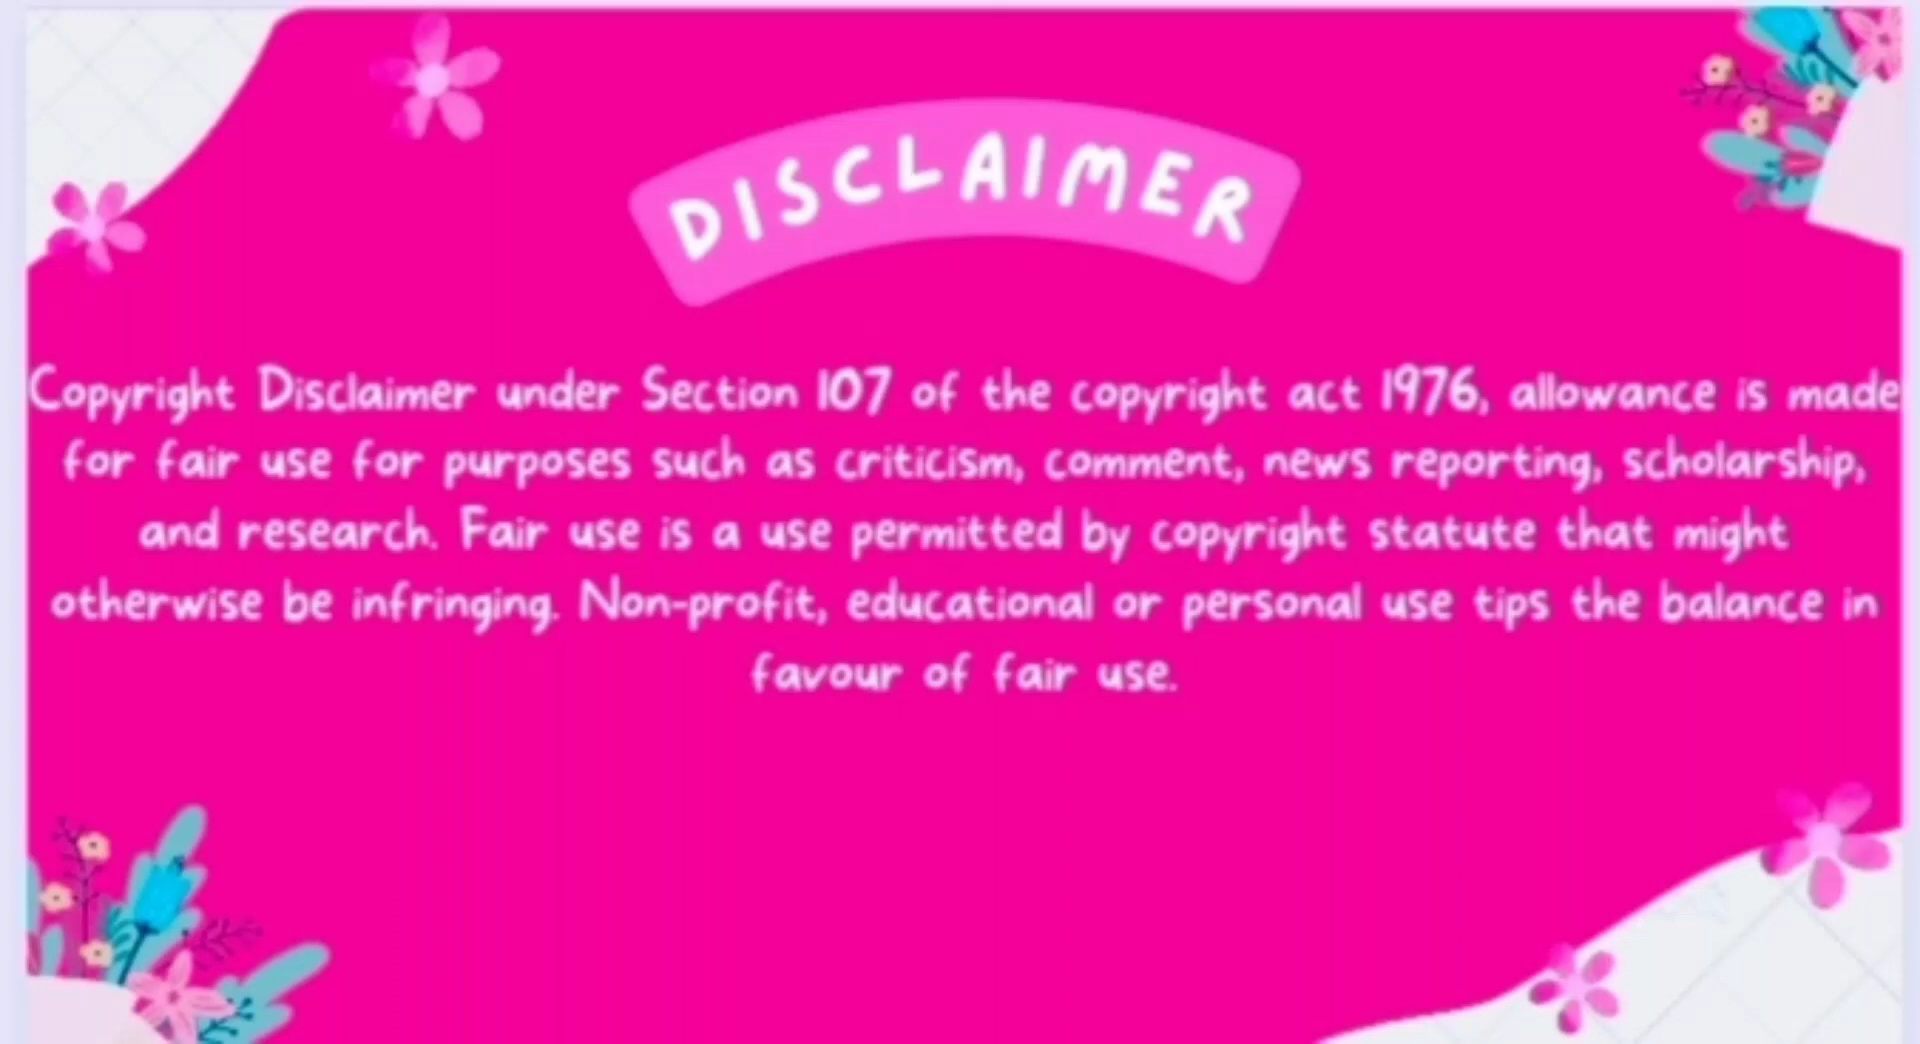 DISCLAIMER
Copyright Disclaimer under Section 107 of the copyright act 1976, allowance is made
for fair use for purposes such as criticism, comment, news reporting, scholarship,
and research. Fair use is a use permitted by copyright statute that might
otherwise be infringing. Non-profit, educational or personal use tips the balance in
favour of fair use.